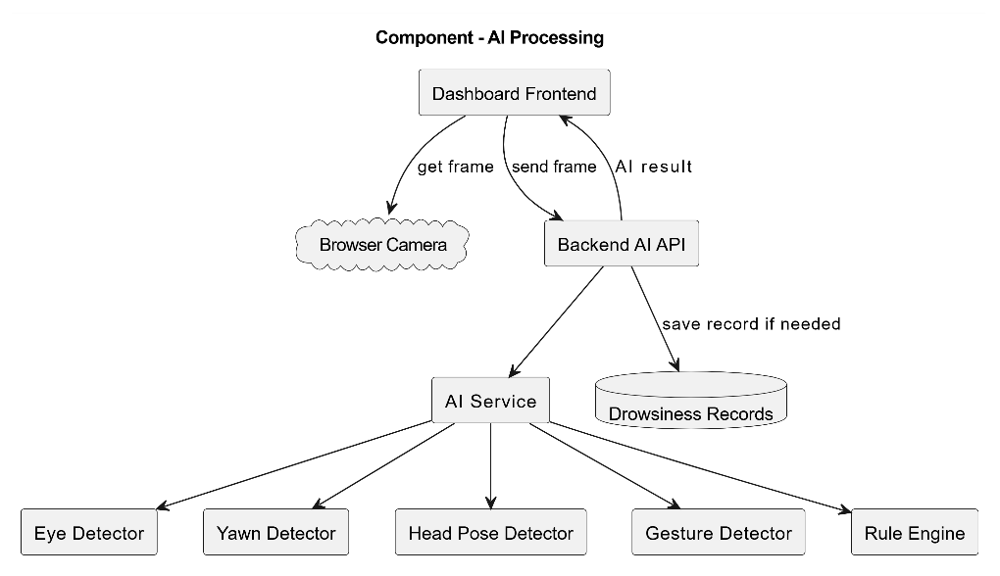 Component - AI Processing
Dashboard Frontend
get frame
send frame
AI result
Browser Camera
Backend AI API
save record if needed
AI Service
Drowsiness Records
Eye Detector
Yawn Detector
Head Pose Detector
Gesture Detector
Rule Engine